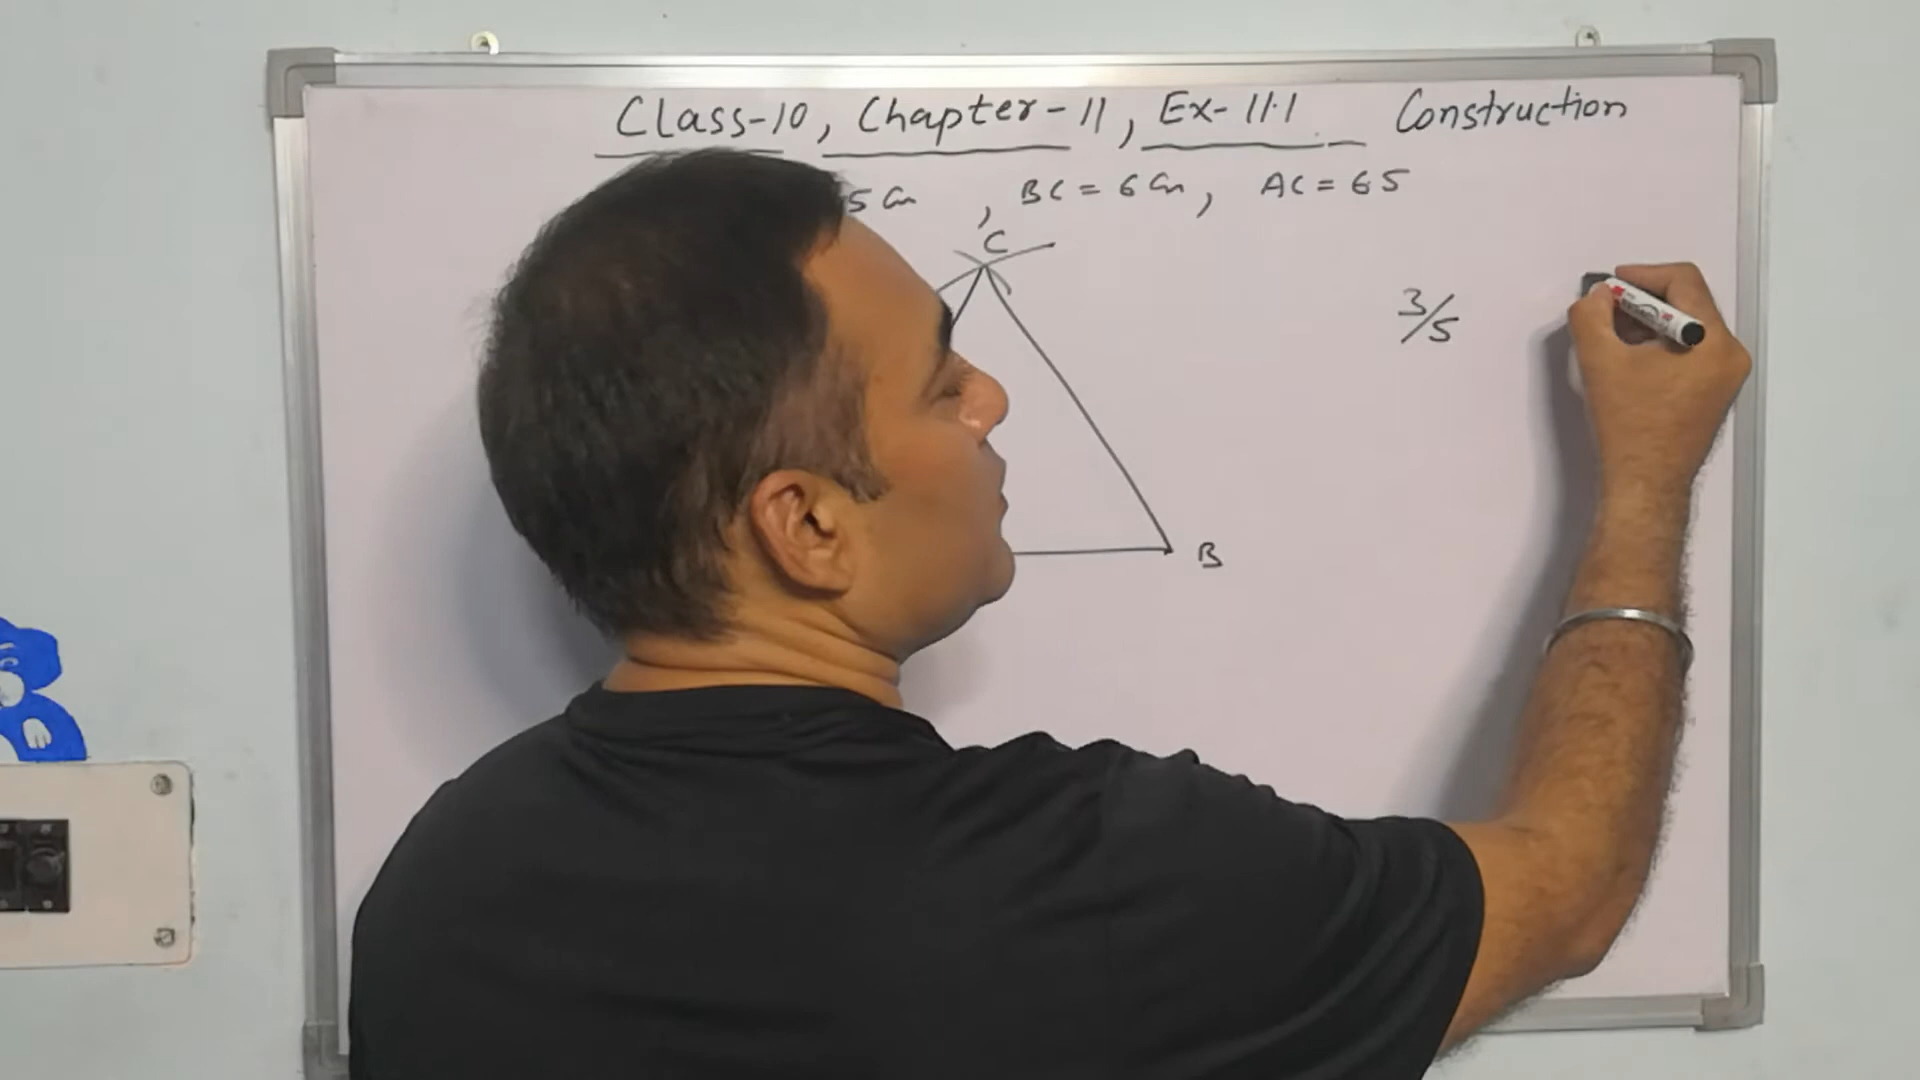 Class-10, Chapter-11, Ex-11.1 Construction
5 Cm , BC = 6 Cm, AC = 6.5
C
3/5
B